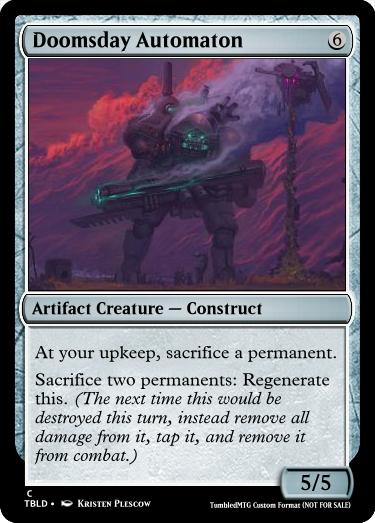 Doomsday Automaton 6
Artifact Creature — Construct
At your upkeep, sacrifice a permanent.
Sacrifice two permanents: Regenerate
this. (The next time this would be
destroyed this turn, instead remove all
damage from it, tap it, and remove it
from combat.)
5/5
C
TBLD • Kristen Plescow
TumbledMTG Custom Format (NOT FOR SALE)